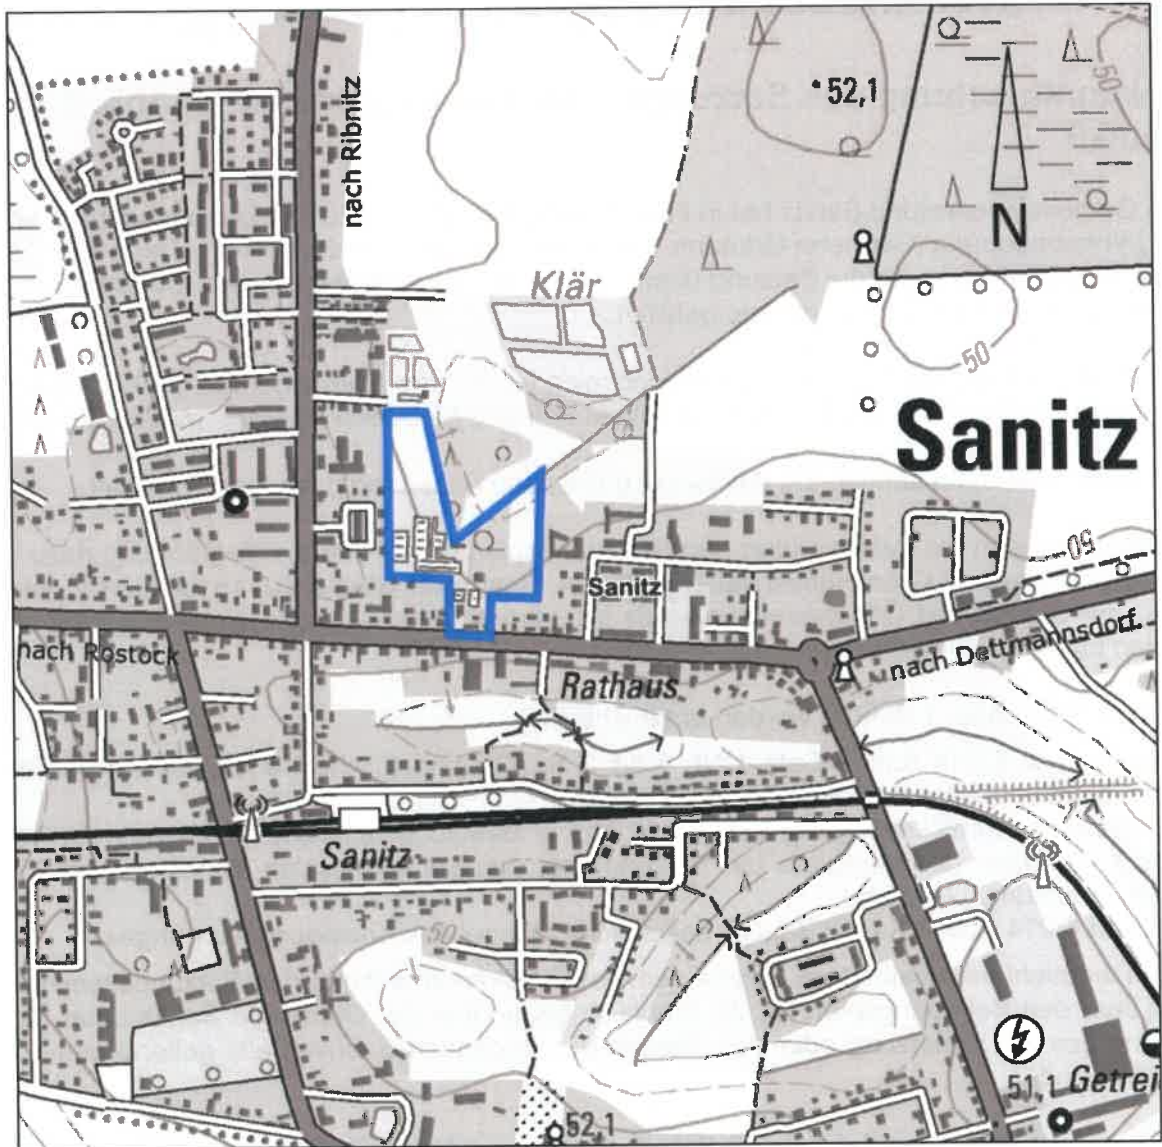 52,1
50
nach Ribnitz
N
Klär
50
Sanitz
50
Sanitz
nach Rostock
nach Dettmannsdorf
Rathaus
Sanitz
50
51,1 Getrei
52,1